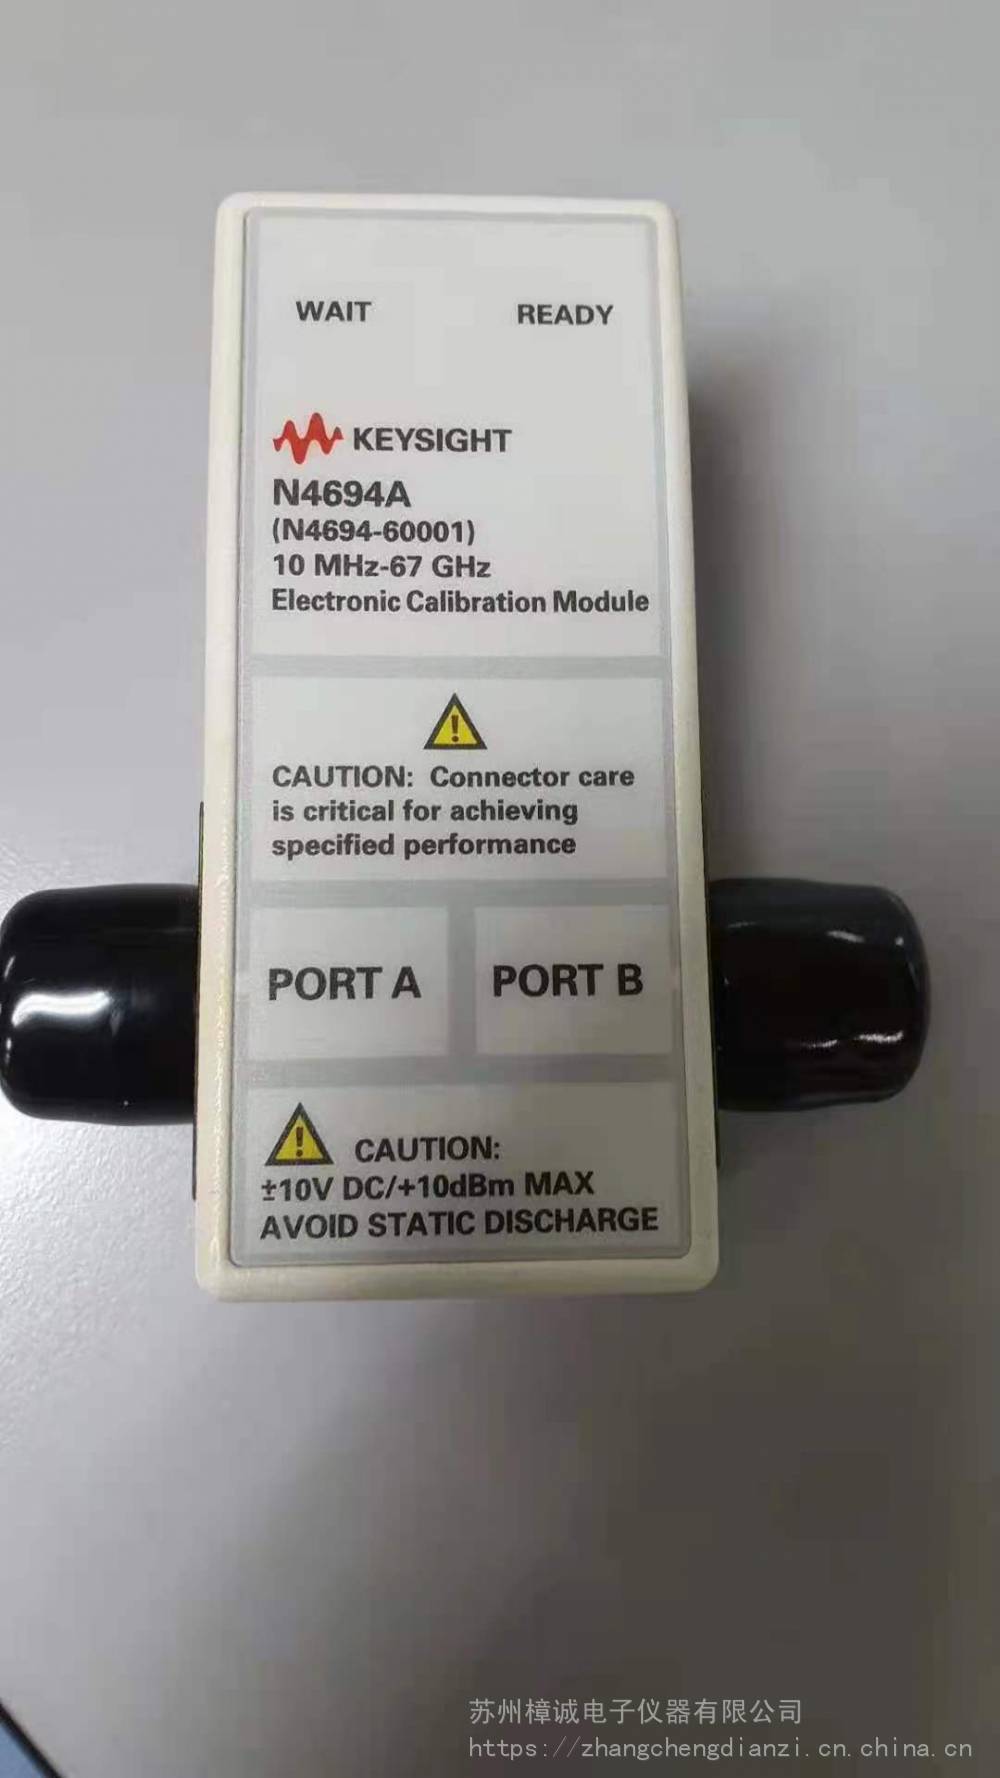 WAIT READY
KEYSIGHT
N4694A
(N4694-60001)
10 MHz-67 GHz
Electronic Calibration Module
CAUTION: Connector care
is critical for achieving
specified performance
PORT A PORT B
CAUTION:
±10V DC/+10dBm MAX
AVOID STATIC DISCHARGE
苏州樟诚电子仪器有限公司
https://zhangchengdianzi.cn.china.cn